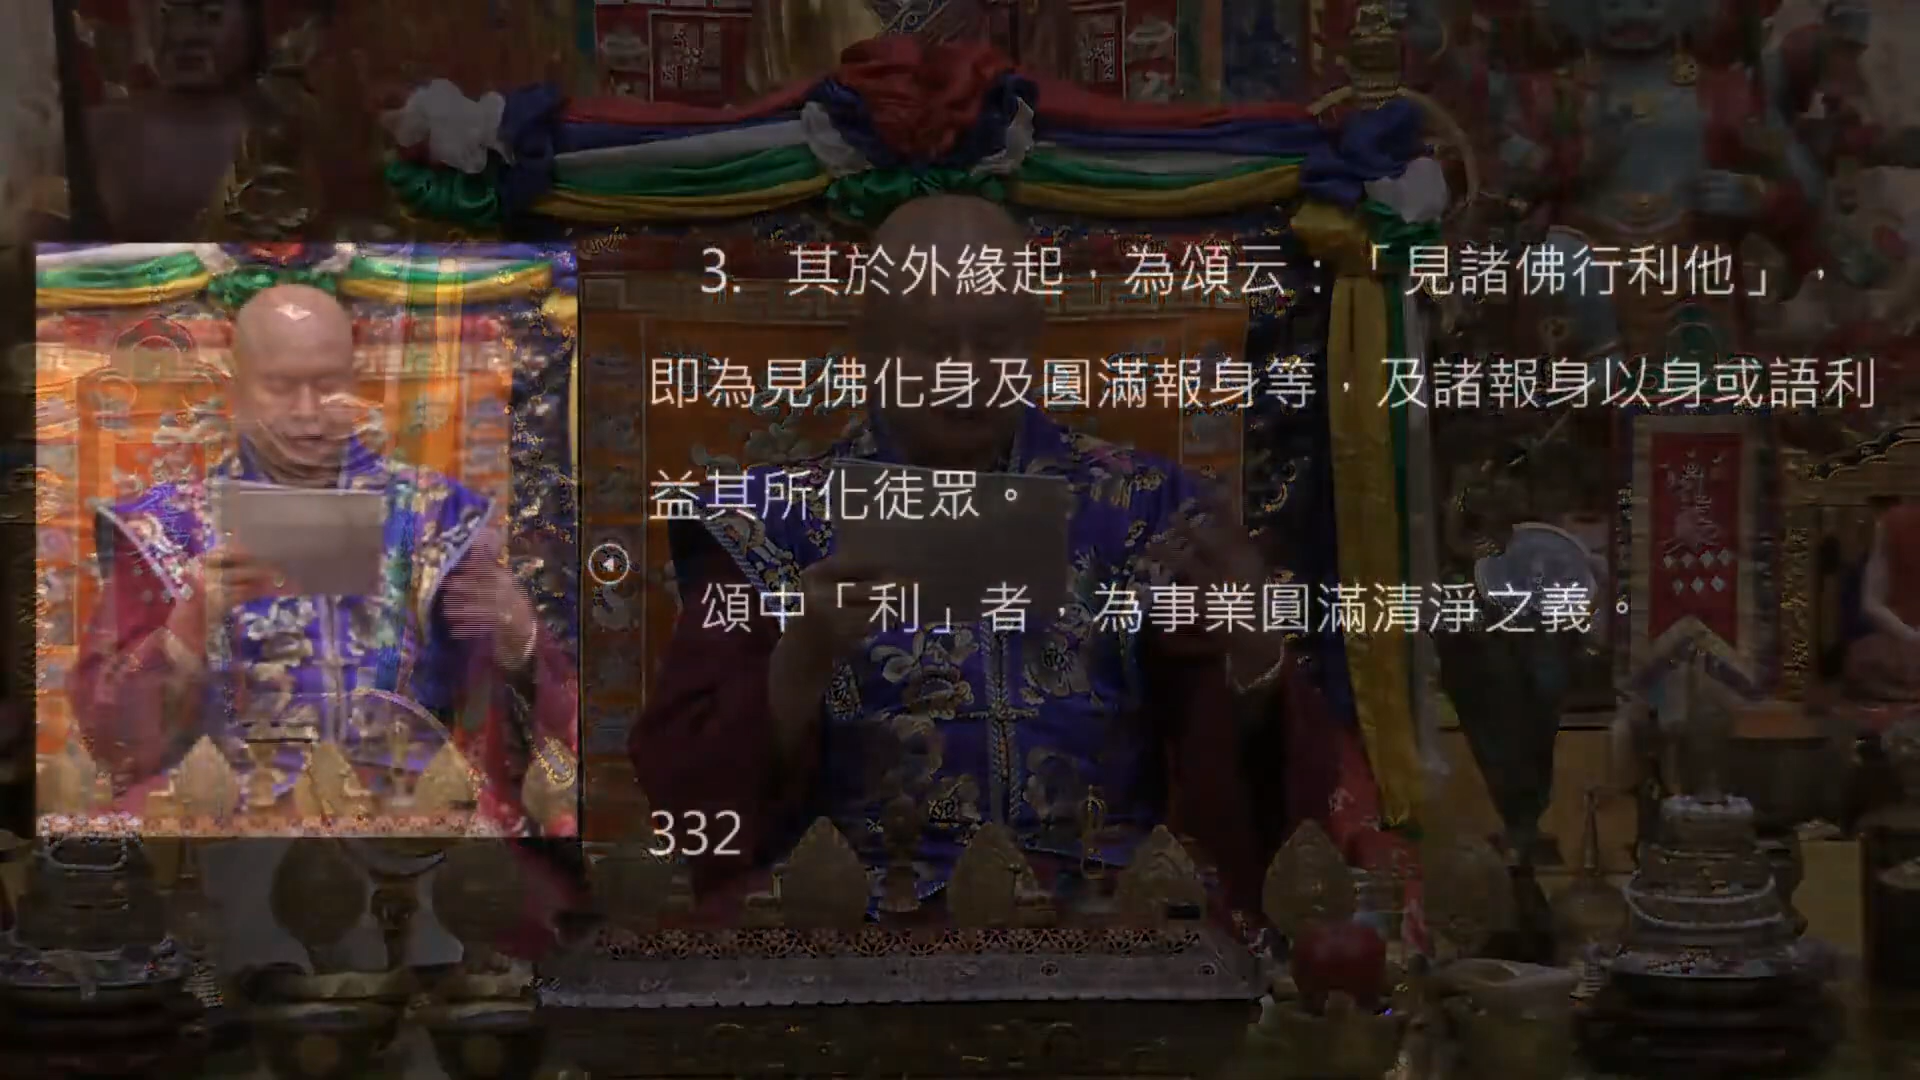 3. 其於外緣起，為頌云：「見諸佛行利他」，
即為見佛化身及圓滿報身等，及諸報身以身或語利
益其所化徒眾。
頌中「利」者，為事業圓滿清淨之義。
332